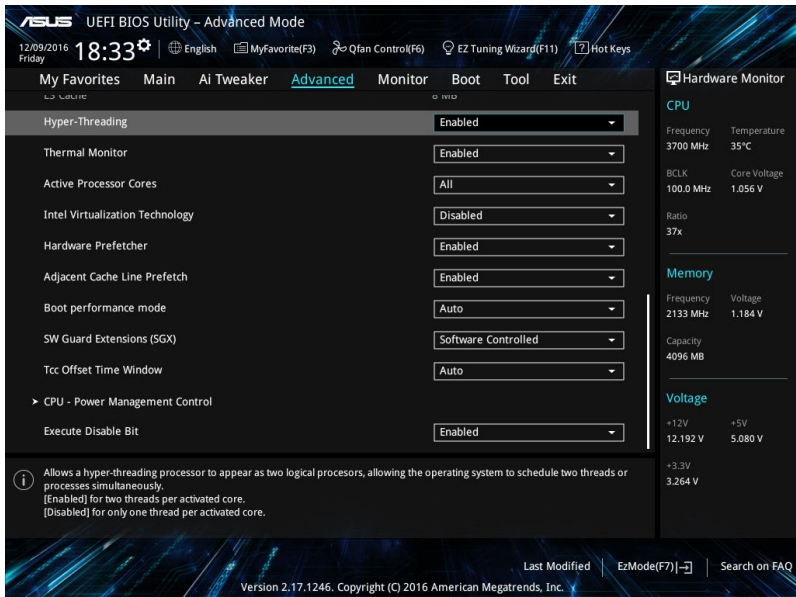 ASUS UEFI BIOS Utility – Advanced Mode
12/09/2016
Friday
18:33
English MyFavorite(F3) Qfan Control(F6) EZ Tuning Wizard(F11) ? Hot Keys
My Favorites Main Ai Tweaker Advanced Monitor Boot Tool Exit
L3 Cache 8 MB
Hyper-Threading Enabled
Thermal Monitor Enabled
Active Processor Cores All
Intel Virtualization Technology Disabled
Hardware Prefetcher Enabled
Adjacent Cache Line Prefetch Enabled
Boot performance mode Auto
SW Guard Extensions (SGX) Software Controlled
Tcc Offset Time Window Auto
> CPU - Power Management Control
Execute Disable Bit Enabled
i
Allows a hyper-threading processor to appear as two logical procesors, allowing the operating system to schedule two threads or
processes simultaneously.
[Enabled] for two threads per activated core.
[Disabled] for only one thread per activated core.
Hardware Monitor
CPU
Frequency Temperature
3700 MHz 35°C
BCLK Core Voltage
100.0 MHz 1.056 V
Ratio
37x
Memory
Frequency Voltage
2133 MHz 1.184 V
Capacity
4096 MB
Voltage
+12V +5V
12.192 V 5.080 V
+3.3V
3.264 V
Last Modified EzMode(F7) Search on FAQ
Version 2.17.1246. Copyright (C) 2016 American Megatrends, Inc.